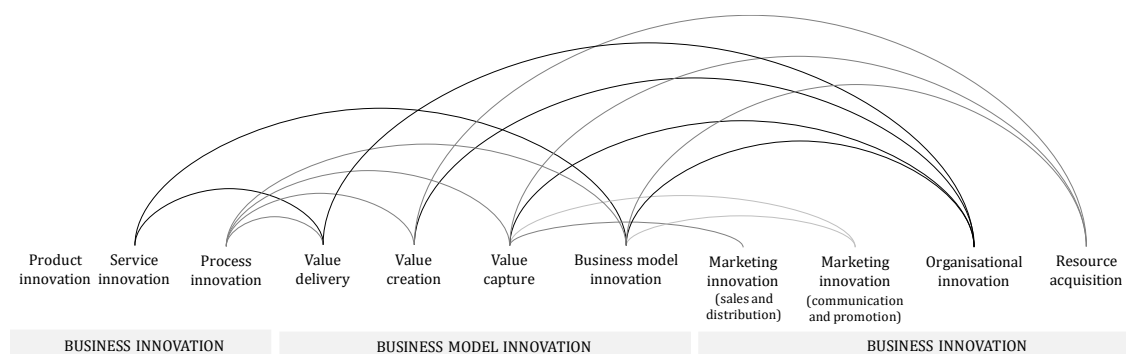 Product
innovation
Service
innovation
Process
innovation
Value
delivery
Value
creation
Value
capture
Business model
innovation
Marketing
innovation
(sales and
distribution)
Marketing
innovation
(communication
and promotion)
Organisational
innovation
Resource
acquisition
BUSINESS INNOVATION
BUSINESS MODEL INNOVATION
BUSINESS INNOVATION